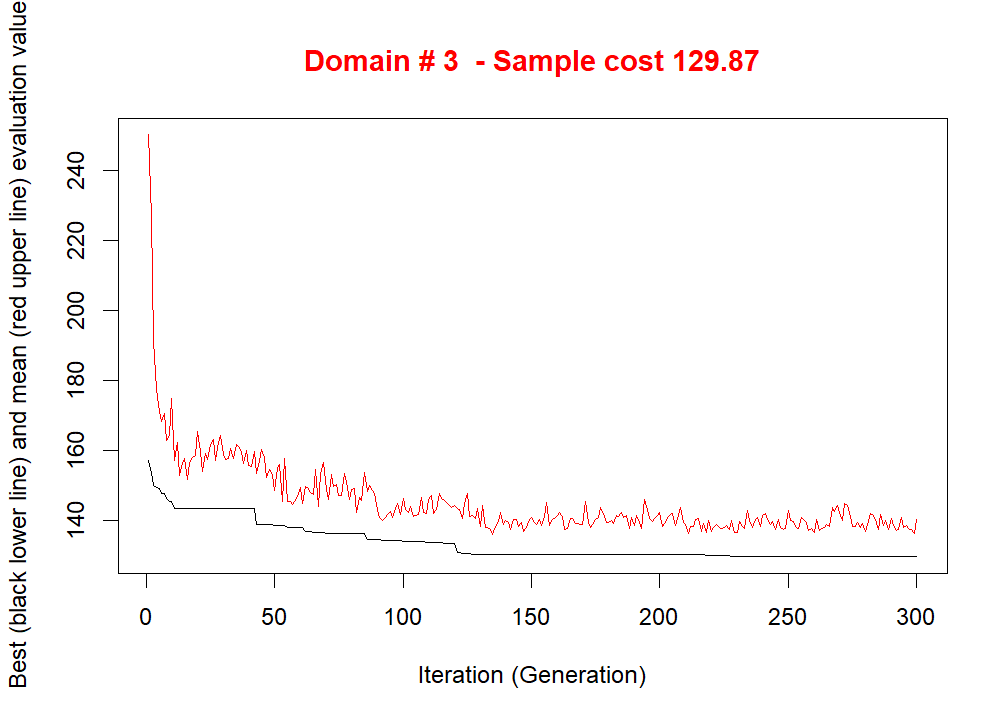 Domain # 3  - Sample cost 129.87
Best (black lower line) and mean (red upper line) evaluation value
240
220
200
180
160
140
0 50 100 150 200 250 300
Iteration (Generation)